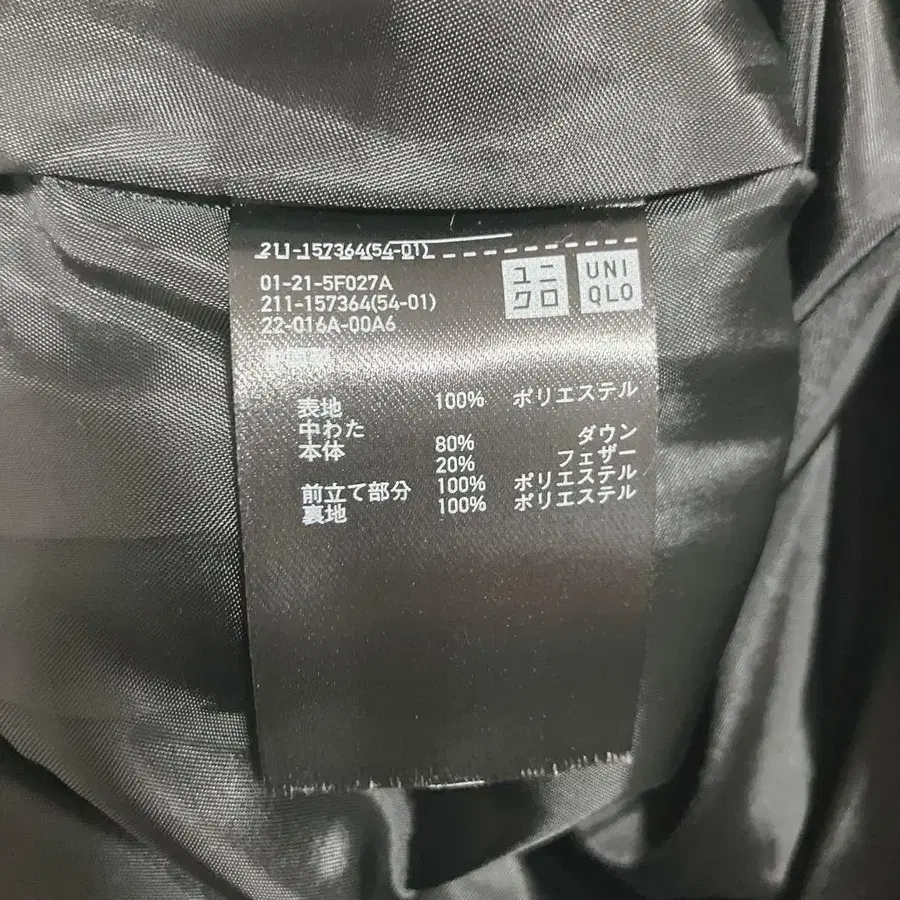 211-157364(54-01)
ユニ
クロ
UNI
QLO
01-21-5F027A
211-157364(54-01)
22-016A-00A6
中国製
表地 100% ポリエステル
中わた
本体 80% ダウン
20% フェザー
前立て部分 100% ポリエステル
裏地 100% ポリエステル